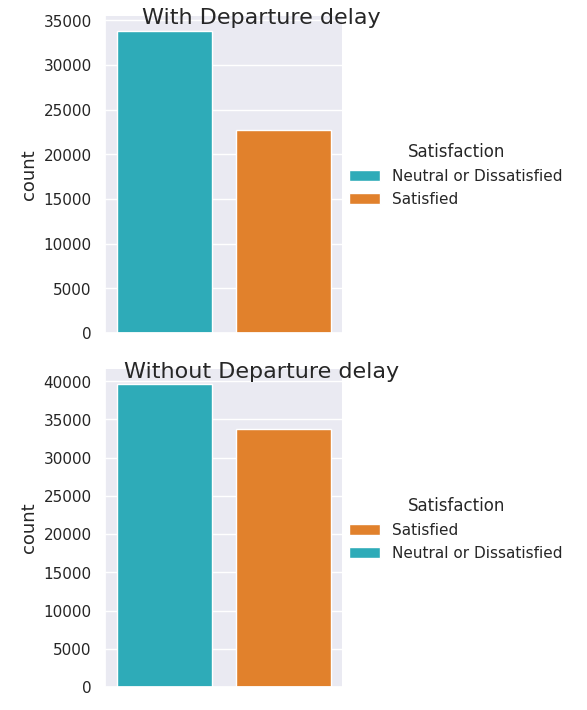 With Departure delay
35000
30000
25000
20000
15000
10000
5000
0
count
Satisfaction
Neutral or Dissatisfied
Satisfied
Without Departure delay
40000
35000
30000
25000
20000
15000
10000
5000
0
count
Satisfaction
Satisfied
Neutral or Dissatisfied